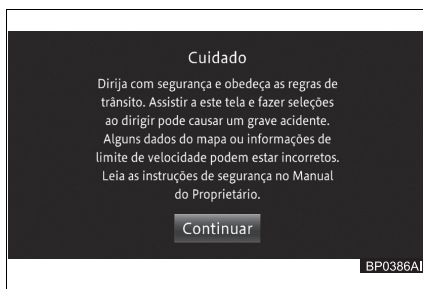 Cuidado
Dirija com segurança e obedeça as regras de
trânsito. Assistir a este tela e fazer seleções
ao dirigir pode causar um grave acidente.
Alguns dados do mapa ou informações de
limite de velocidade podem estar incorretos.
Leia as instruções de segurança no Manual
do Proprietário.
Continuar
BP0386AI